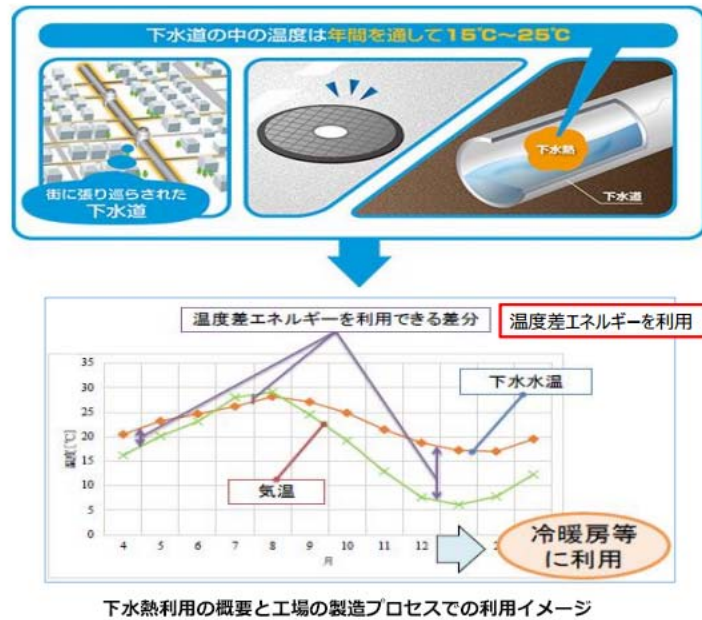 下水道の中の温度は年間を通して15℃～25℃
街に張り巡らされた
下水道
下水熱
下水道
温度差エネルギーを利用できる差分
温度差エネルギーを利用
35
30
25
20
15
10
5
0
温度[℃]
下水水温
気温
4 5 6 7 8 9 10 11 12 2
月
冷暖房等
に利用
下水熱利用の概要と工場の製造プロセスでの利用イメージ